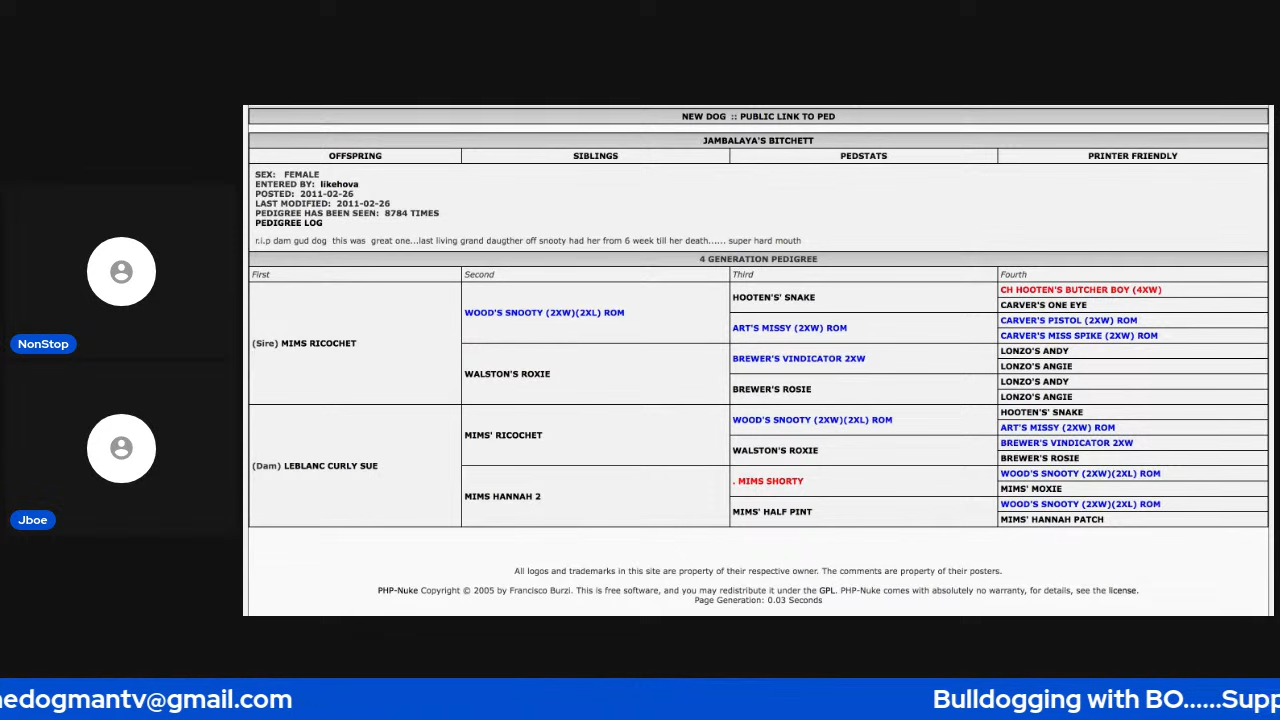 NEW DOG :: PUBLIC LINK TO PED
JAMBALAYA'S BITCHETT
OFFSPRING SIBLINGS PEDSTATS PRINTER FRIENDLY
SEX: FEMALE
ENTERED BY: likehova
POSTED: 2011-02-26
LAST MODIFIED: 2011-02-26
PEDIGREE HAS BEEN SEEN: 8784 TIMES
PEDIGREE LOG
r.i.p dam gud dog this was great one...last living grand daugther off snooty had her from 6 week till her death...... super hard mouth
4 GENERATION PEDIGREE
First Second Third Fourth
(Sire) MIMS RICOCHET
WOOD'S SNOOTY (2XW)(2XL) ROM
HOOTEN'S' SNAKE
CH HOOTEN'S BUTCHER BOY (4XW)
CARVER'S ONE EYE
ART'S MISSY (2XW) ROM
CARVER'S PISTOL (2XW) ROM
CARVER'S MISS SPIKE (2XW) ROM
WALSTON'S ROXIE
BREWER'S VINDICATOR 2XW
LONZO'S ANDY
LONZO'S ANGIE
BREWER'S ROSIE
LONZO'S ANDY
LONZO'S ANGIE
(Dam) LEBLANC CURLY SUE
MIMS' RICOCHET
WOOD'S SNOOTY (2XW)(2XL) ROM
HOOTEN'S' SNAKE
ART'S MISSY (2XW) ROM
WALSTON'S ROXIE
BREWER'S VINDICATOR 2XW
BREWER'S ROSIE
MIMS HANNAH 2
. MIMS SHORTY
WOOD'S SNOOTY (2XW)(2XL) ROM
MIMS' MOXIE
MIMS' HALF PINT
WOOD'S SNOOTY (2XW)(2XL) ROM
MIMS' HANNAH PATCH
All logos and trademarks in this site are property of their respective owner. The comments are property of their posters.
PHP-Nuke Copyright © 2005 by Francisco Burzi. This is free software, and you may redistribute it under the GPL. PHP-Nuke comes with absolutely no warranty, for details, see the license.
Page Generation: 0.03 Seconds
NonStop
Jboe
nedogmantv@gmail.com
Bulldogging with BO......Supp